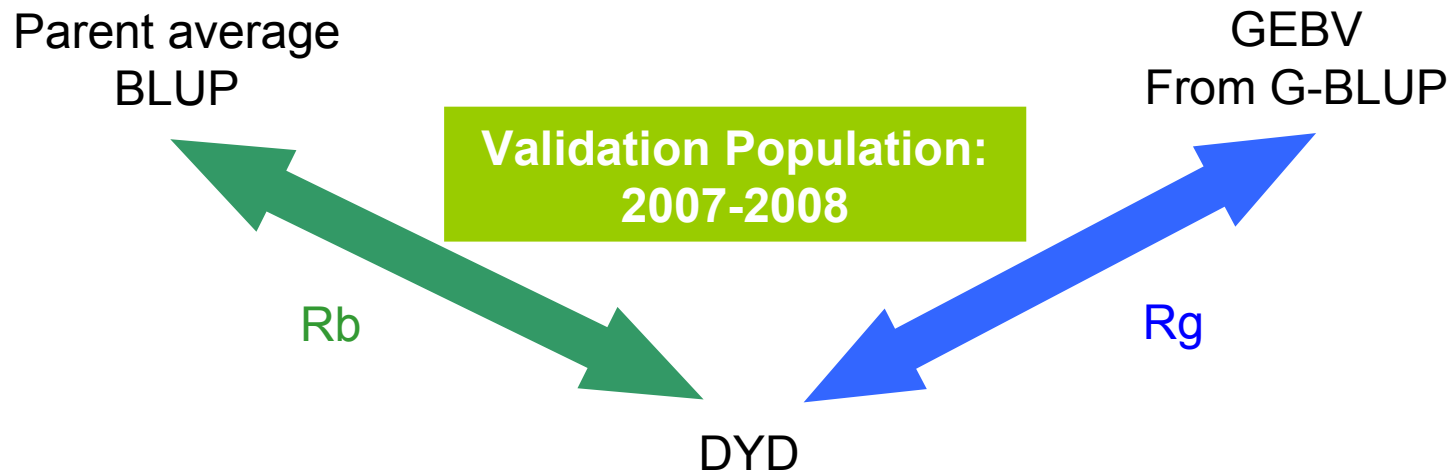 Parent average
BLUP
GEBV
From G-BLUP
Validation Population:
2007-2008
Rb
Rg
DYD